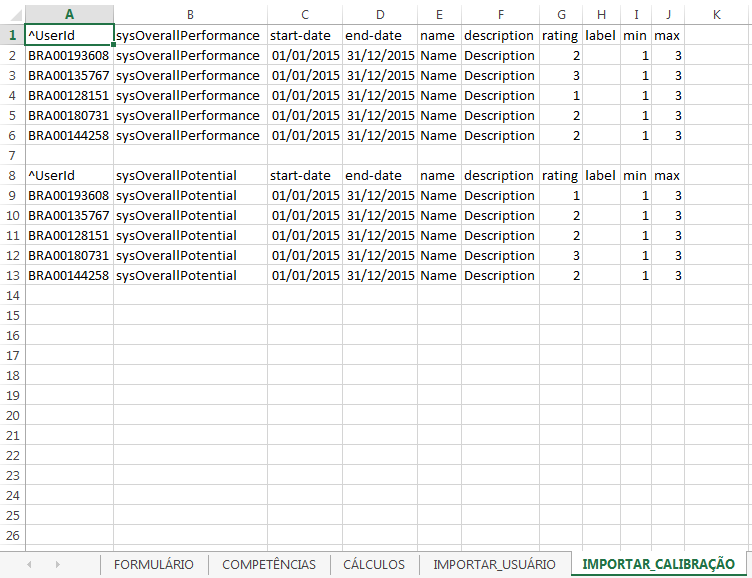 A B C D E F G H I J K
1 ^UserId sysOverallPerformance start-date end-date name description rating label min max
2 BRA00193608 sysOverallPerformance 01/01/2015 31/12/2015 Name Description 2 1 3
3 BRA00135767 sysOverallPerformance 01/01/2015 31/12/2015 Name Description 3 1 3
4 BRA00128151 sysOverallPerformance 01/01/2015 31/12/2015 Name Description 1 1 3
5 BRA00180731 sysOverallPerformance 01/01/2015 31/12/2015 Name Description 2 1 3
6 BRA00144258 sysOverallPerformance 01/01/2015 31/12/2015 Name Description 2 1 3
7
8 ^UserId sysOverallPotential start-date end-date name description rating label min max
9 BRA00193608 sysOverallPotential 01/01/2015 31/12/2015 Name Description 1 1 3
10 BRA00135767 sysOverallPotential 01/01/2015 31/12/2015 Name Description 2 1 3
11 BRA00128151 sysOverallPotential 01/01/2015 31/12/2015 Name Description 2 1 3
12 BRA00180731 sysOverallPotential 01/01/2015 31/12/2015 Name Description 3 1 3
13 BRA00144258 sysOverallPotential 01/01/2015 31/12/2015 Name Description 2 1 3
14
15
16
17
18
19
20
21
22
23
24
25
26
FORMULÁRIO COMPETÊNCIAS CÁLCULOS IMPORTAR_USUÁRIO IMPORTAR_CALIBRAÇÃO